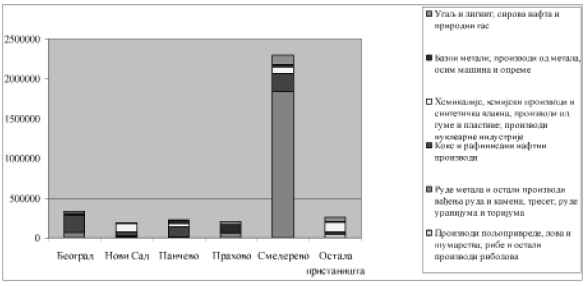 2500000
2000000
1500000
1000000
500000
0
Београд
Нови Сад
Панчево
Прахово
Смедерево
Остала
пристаништа
Угаљ и лигнит; сирова нафта и
природни гас
Базни метали; производи од метала,
осим машина и опреме
Хемикалије, хемијски производи и
синтетичка влакна; производи од
гуме и пластике; производи
нуклеарне индустрије
Кокс и рафинисани нафтни
производи
Руде метала и остали производи
вађења руда и камена; тресет; руде
уранијума и торијума
Производи пољопривреде, лова и
шумарства; рибе и остали
производи риболова